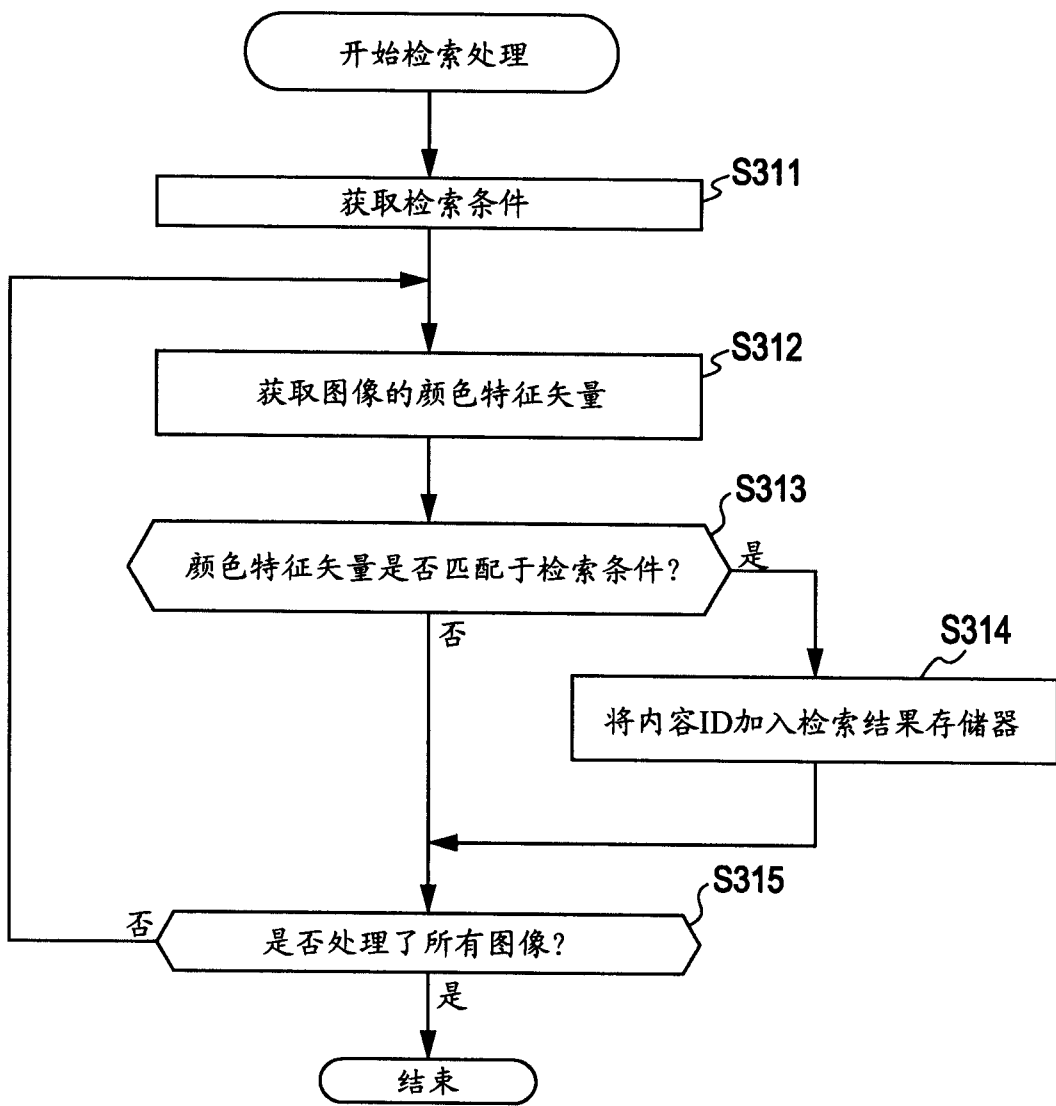 开始检索处理
S311
获取检索条件
S312
获取图像的颜色特征矢量
S313
颜色特征矢量是否匹配于检索条件?
是
否
S314
将内容ID加入检索结果存储器
S315
否
是否处理了所有图像?
是
结束